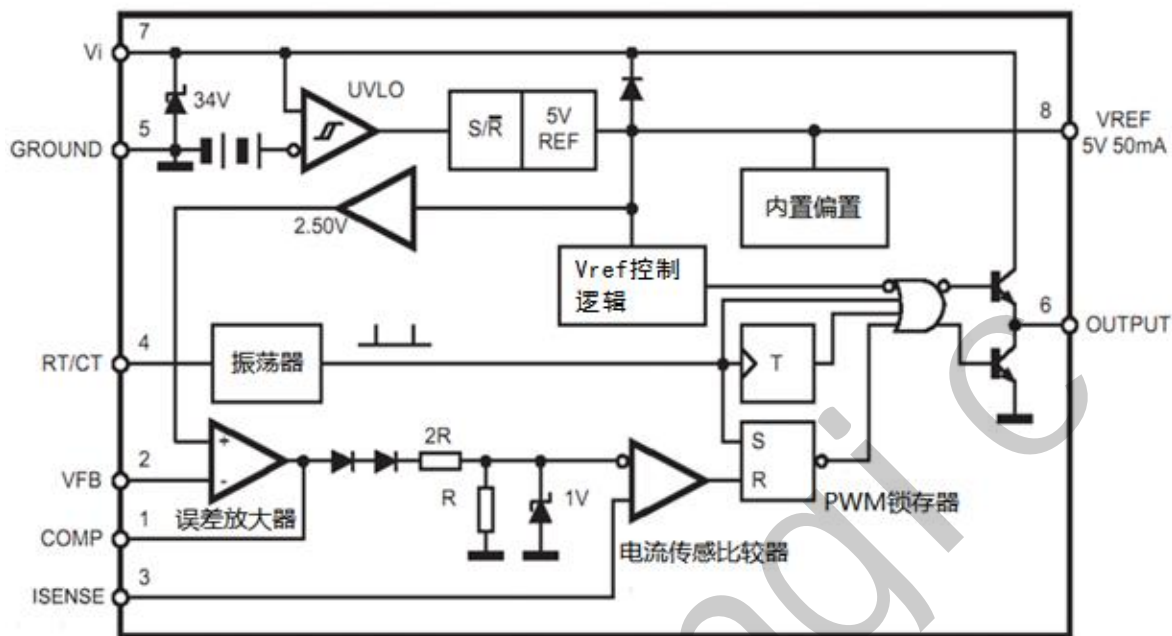 7
Vi
34V
UVLO
5
GROUND
S/R̅
5V
REF
8
VREF
5V 50mA
内置偏置
2.50V
Vref控制
逻辑
6
OUTPUT
4
RT/CT
振荡器
T
2
VFB
+
-
误差放大器
2R
R
1V
S
R
PWM锁存器
电流传感比较器
1
COMP
3
ISENSE